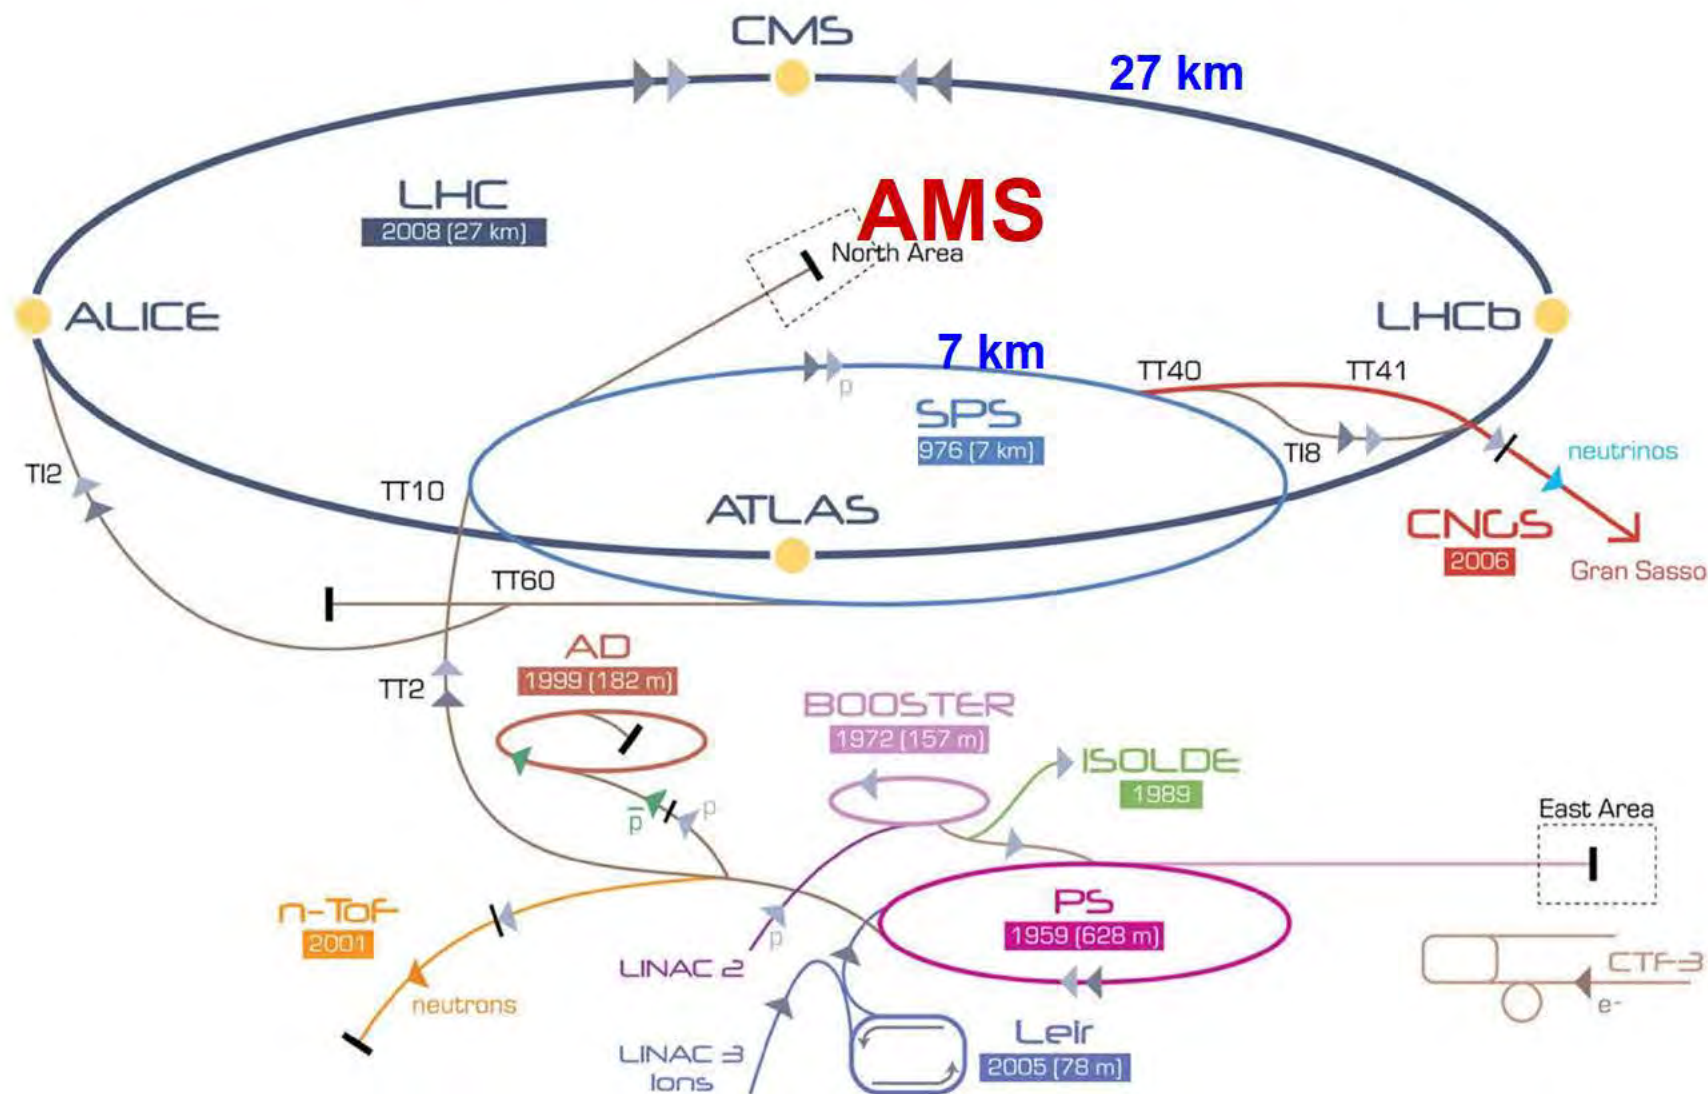 CMS
27 km
LHC
2008 (27 km)
AMS
North Area
ALICE
LHCb
7 km
p
TT40
TT41
SPS
976 (7 km)
TI8
neutrinos
TI2
TT10
ATLAS
CNGS
2006
Gran Sasso
TT60
AD
1999 (182 m)
TT2
BOOSTER
1972 (157 m)
ISOLDE
1989
p̅
p
East Area
n-ToF
2001
PS
1959 (628 m)
p
LINAC 2
neutrons
CTF-3
e-
LINAC 3
Ions
Leir
2005 (78 m)